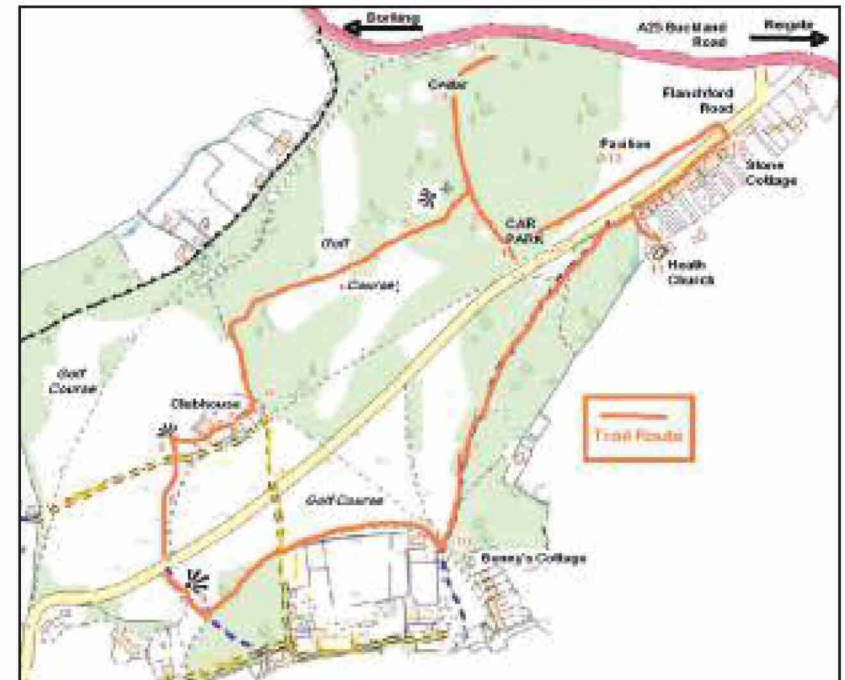 Dorking
A25 Buckland
Road
Reigate
Cedar
Flanchford
Road
Pavilion
Stone
Cottage
CAR
PARK
Heath
Church
Golf
Course
Golf
Course
Clubhouse
Trail Route
Golf Course
Bunny's Cottage